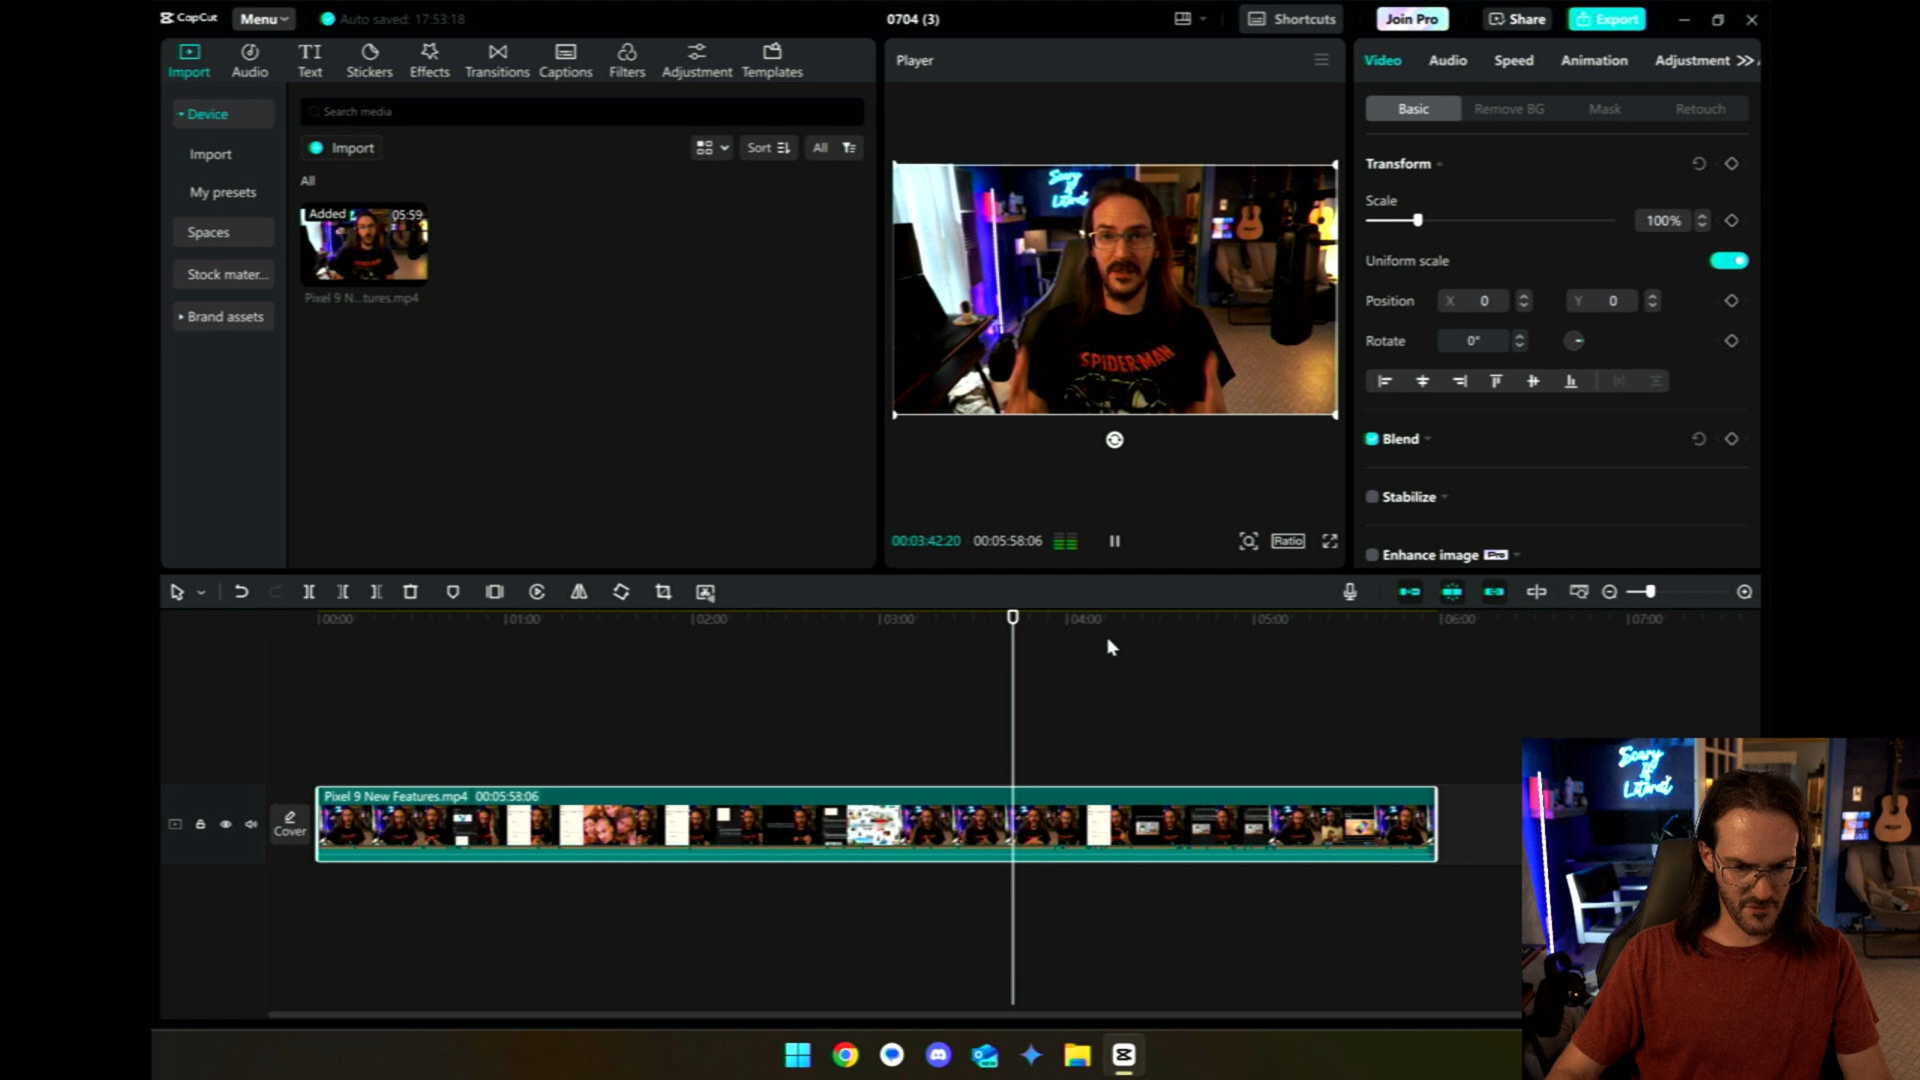 CapCut Menu Auto saved: 17:53:18 0704 (3) Shortcuts Join Pro Share Export
Import Audio Text Stickers Effects Transitions Captions Filters Adjustment Templates
Device
Import
My presets
Spaces
Stock mater...
Brand assets
Search media
Import Sort All
All
Added 05:59
Pixel 9 N...tures.mp4
Player
Scary & Literal
SPIDER-MAN
00:03:42:20 00:05:58:06 Ratio
Video Audio Speed Animation Adjustment
Basic Remove BG Mask Retouch
Transform
Scale 100%
Uniform scale
Position X 0 Y 0
Rotate 0°
Blend
Stabilize
Enhance image Pro
00:00 01:00 02:00 03:00 04:00 05:00 06:00 07:00
Cover
Pixel 9 New Features.mp4 00:05:58:06
Scary & Literal